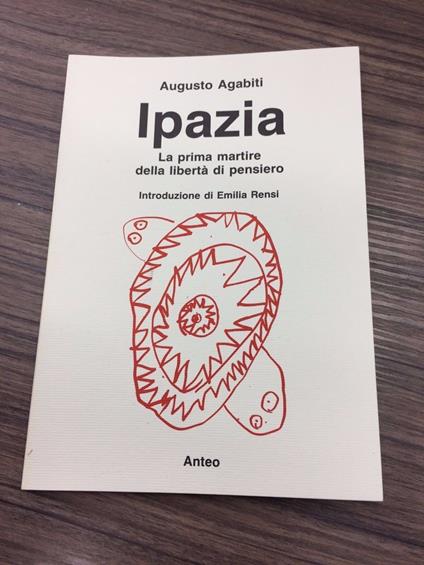 Augusto Agabiti
Ipazia
La prima martire
della libertà di pensiero
Introduzione di Emilia Rensi
Anteo